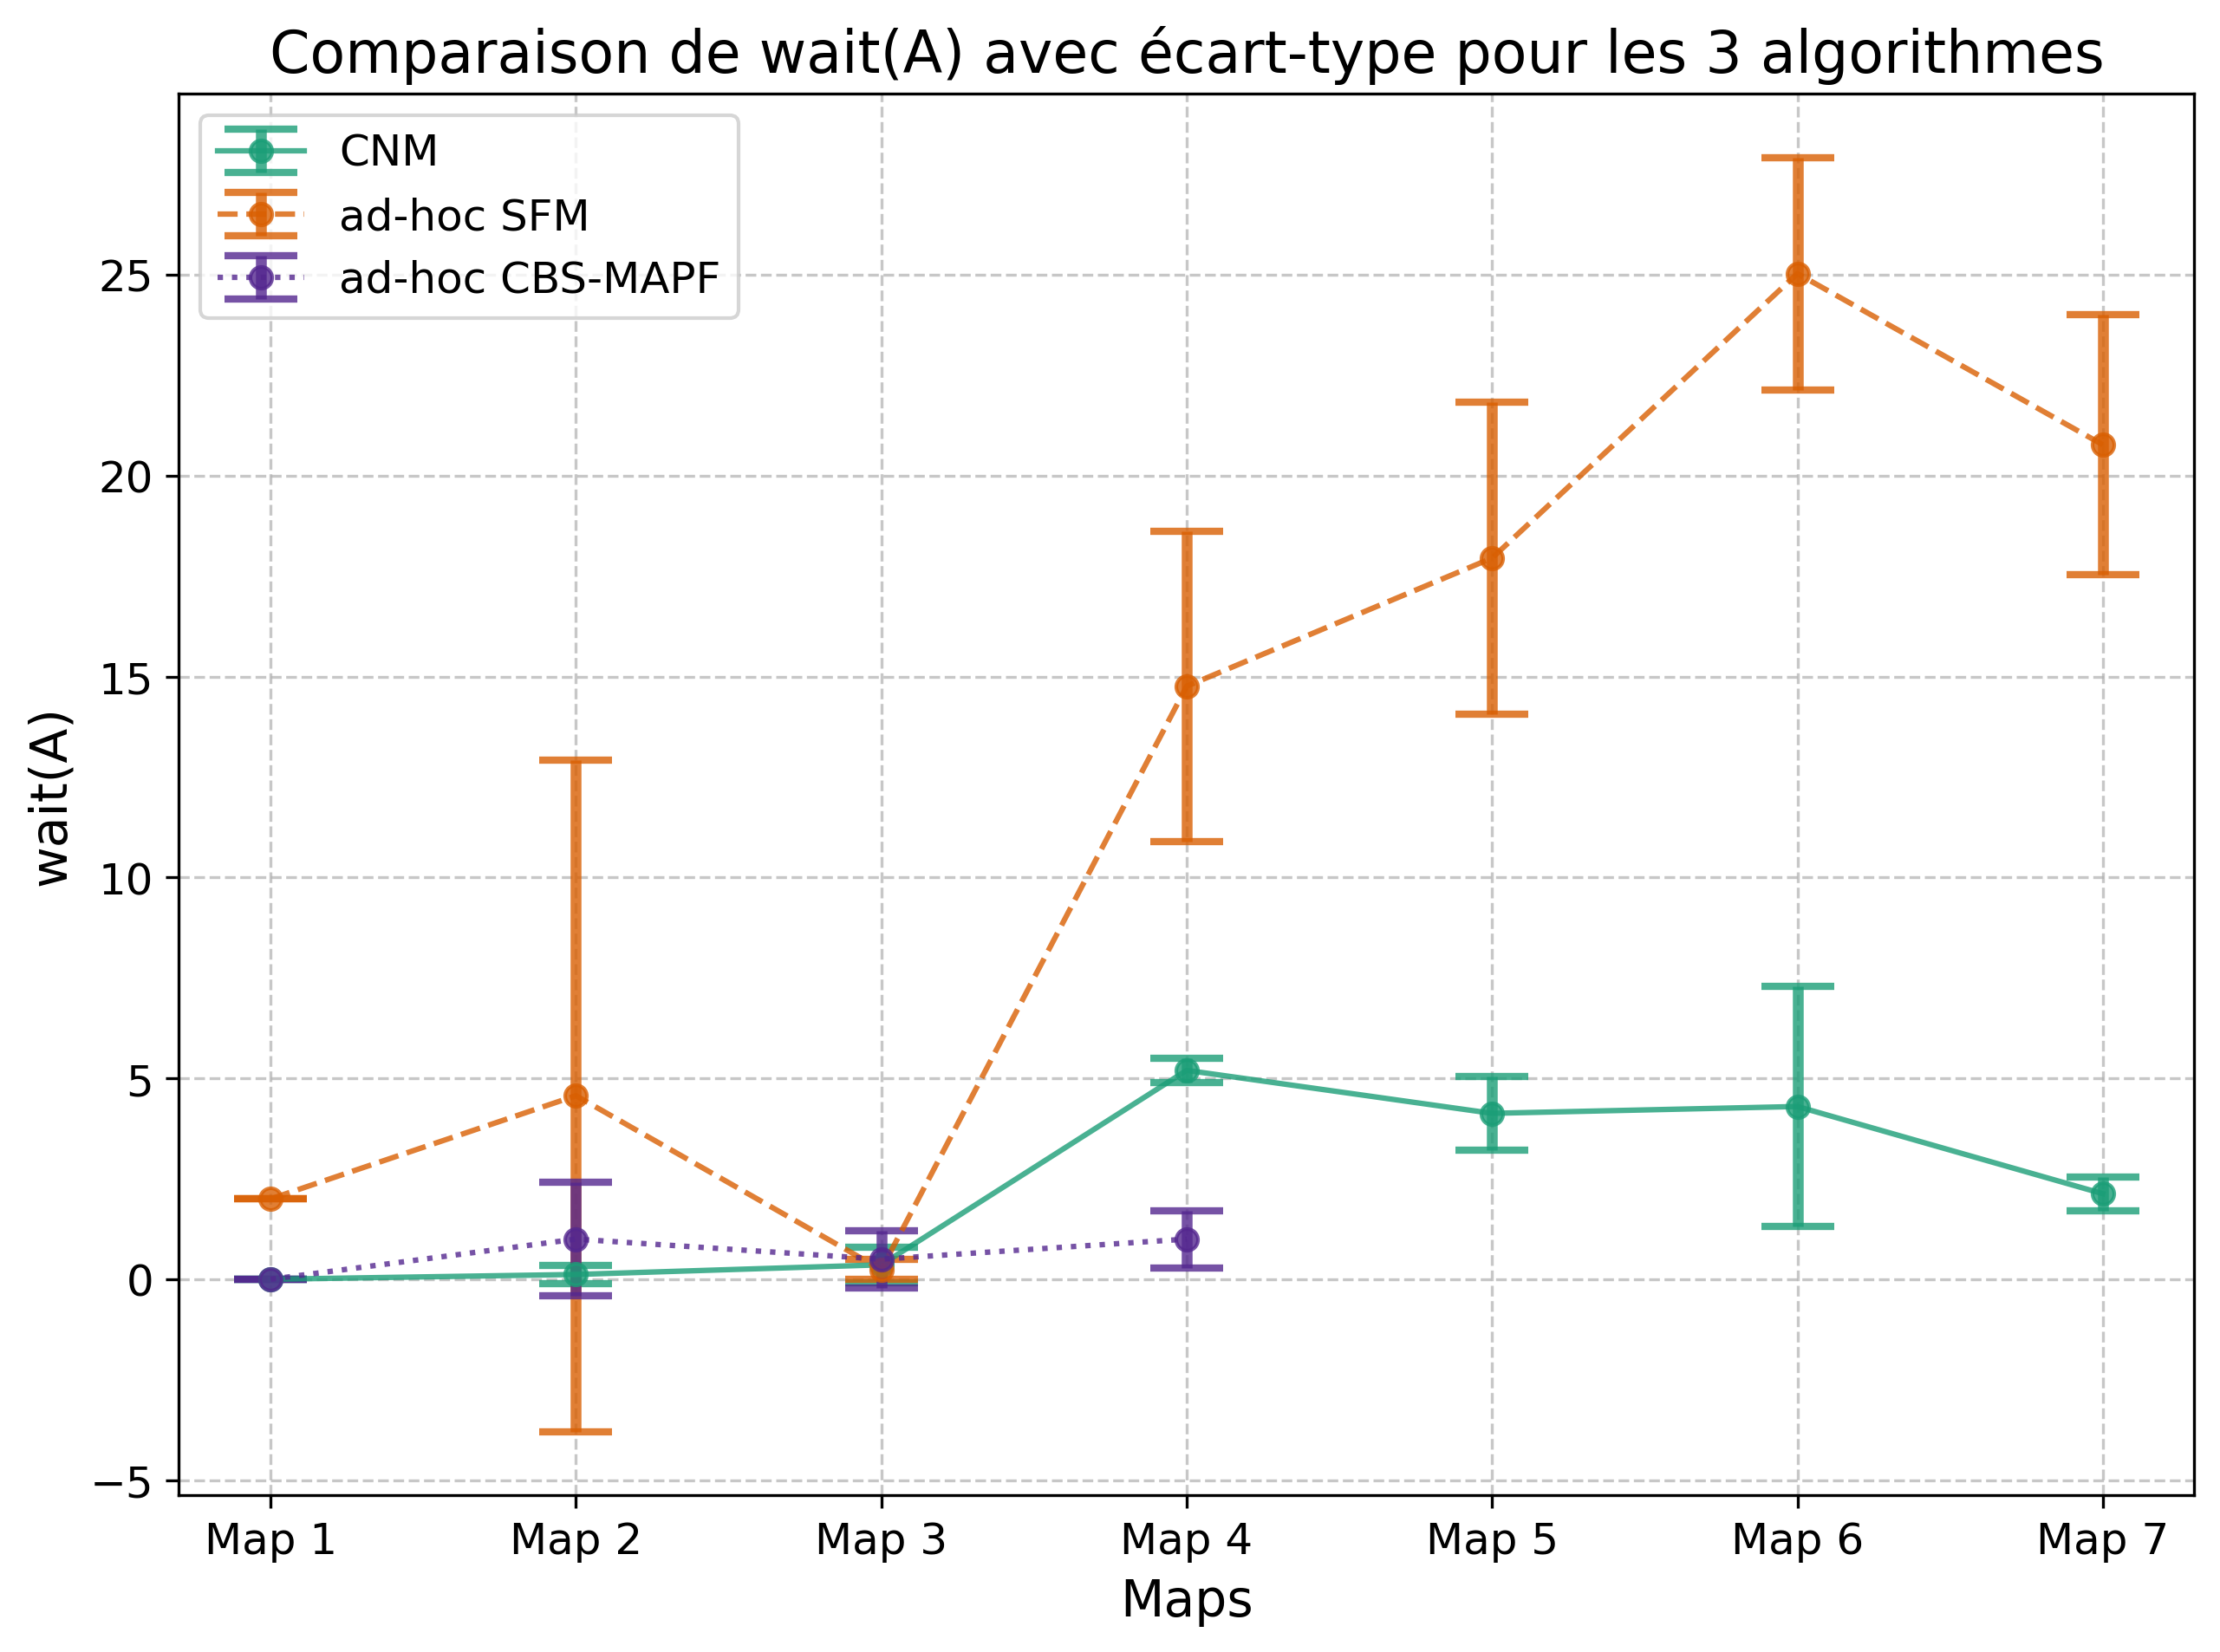 Comparaison de wait(A) avec écart-type pour les 3 algorithmes
CNM
ad-hoc SFM
ad-hoc CBS-MAPF
25
20
15
10
5
0
−5
wait(A)
Map 1 Map 2 Map 3 Map 4 Map 5 Map 6 Map 7
Maps